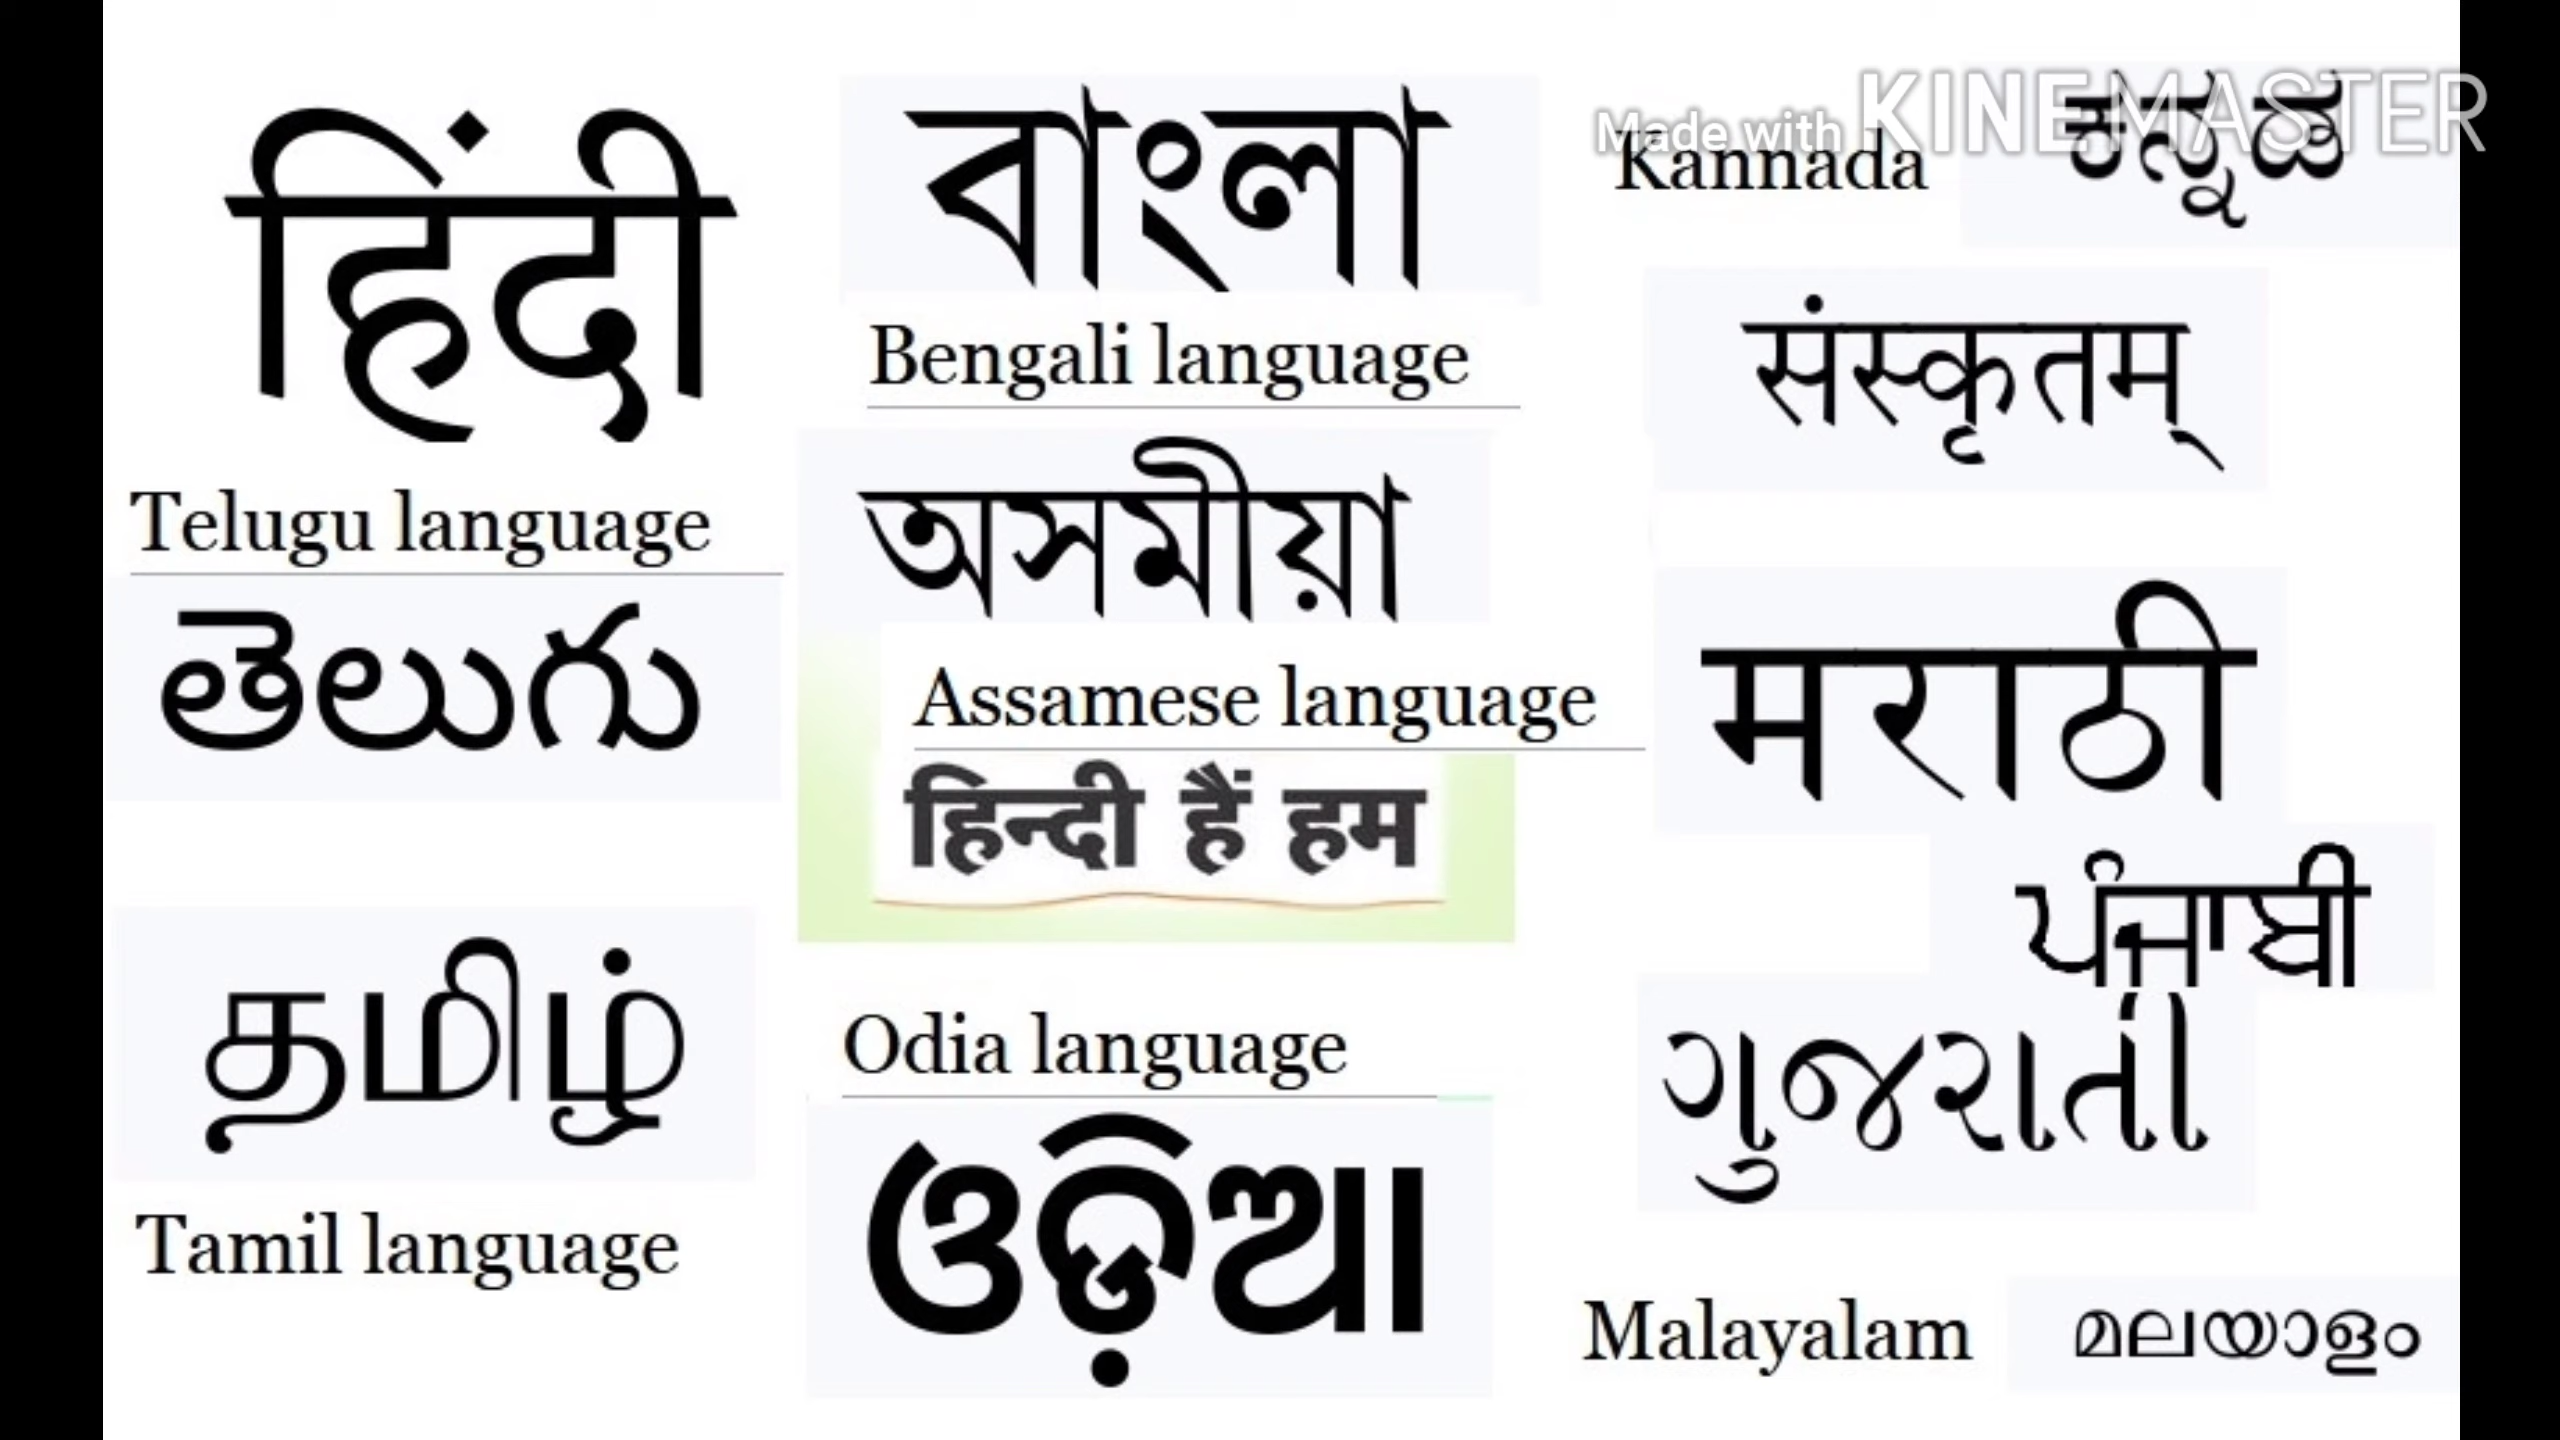 हिंदी
Telugu language
తెలుగు
தமிழ்
Tamil language
বাংলা
Bengali language
অসমীয়া
Assamese language
हिन्दी हैं हम
Odia language
ଓଡ଼ିଆ
Made with KINEMASTER
Kannada ಕನ್ನಡ
संस्कृतम्
मराठी
ਪੰਜਾਬੀ
ગુજરાતી
Malayalam മലയാളം